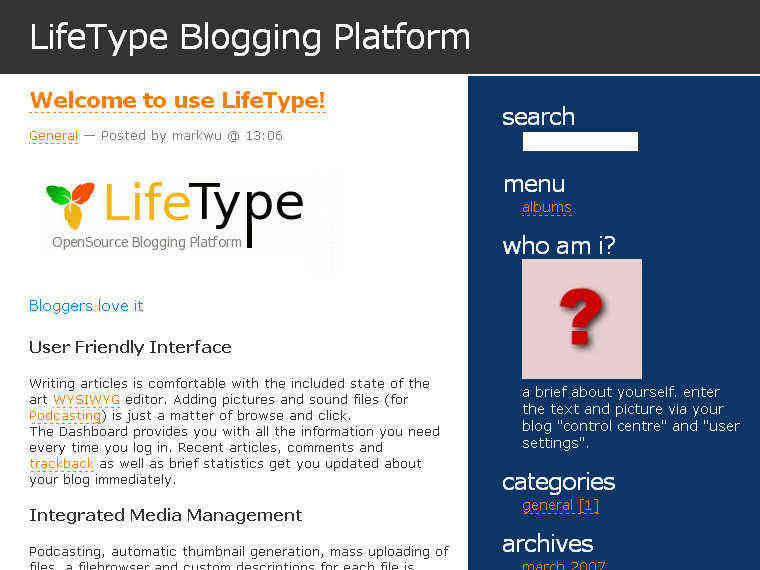 LifeType Blogging Platform
Welcome to use LifeType!
General — Posted by markwu @ 13:06
LifeType
OpenSource Blogging Platform
Bloggers love it
User Friendly Interface
Writing articles is comfortable with the included state of the
art WYSIWYG editor. Adding pictures and sound files (for
Podcasting) is just a matter of browse and click.
The Dashboard provides you with all the information you need
every time you log in. Recent articles, comments and
trackback as well as brief statistics get you updated about
your blog immediately.
Integrated Media Management
Podcasting, automatic thumbnail generation, mass uploading of
files, a filebrowser and custom descriptions for each file is
search
menu
albums
who am i?
?
a brief about yourself. enter
the text and picture via your
blog "control centre" and "user
settings".
categories
general [1]
archives
march 2007